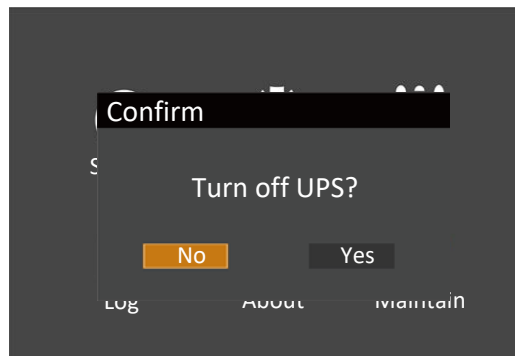 Confirm
S
Turn off UPS?
No Yes
Log About Maintain